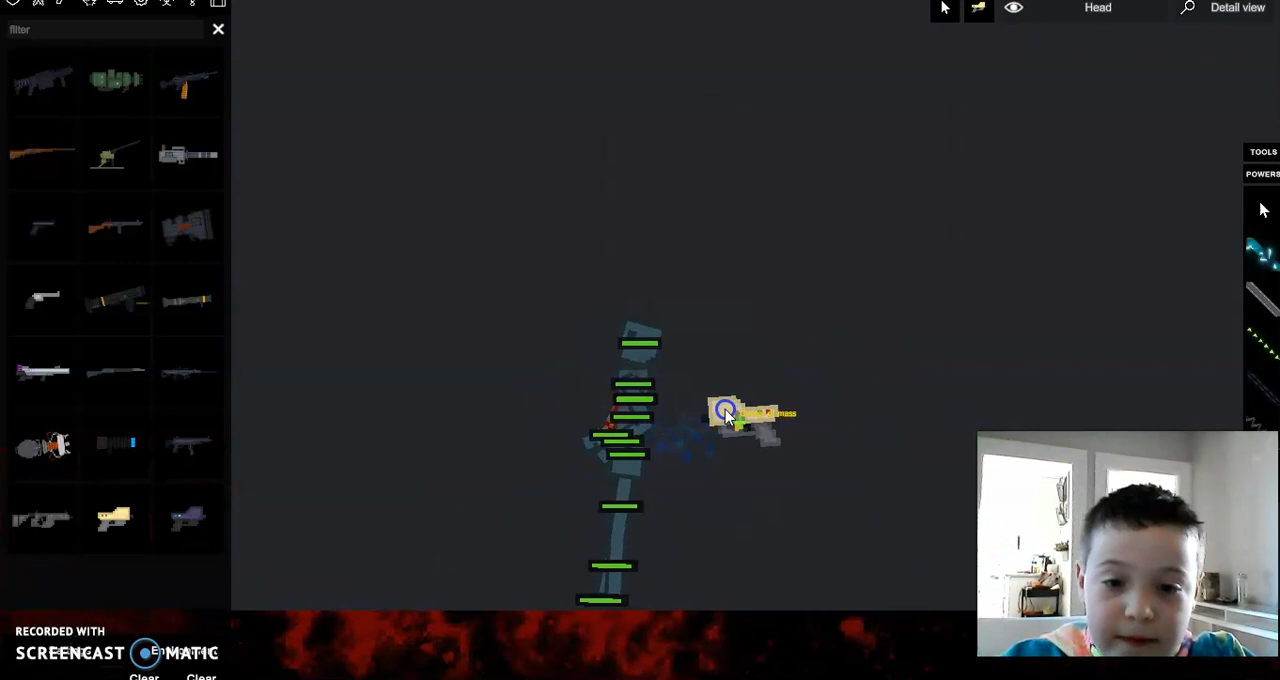 Head
Detail view
filter
TOOLS
POWERS
RECORDED WITH
SCREENCAST MATIC
Clear
Clear